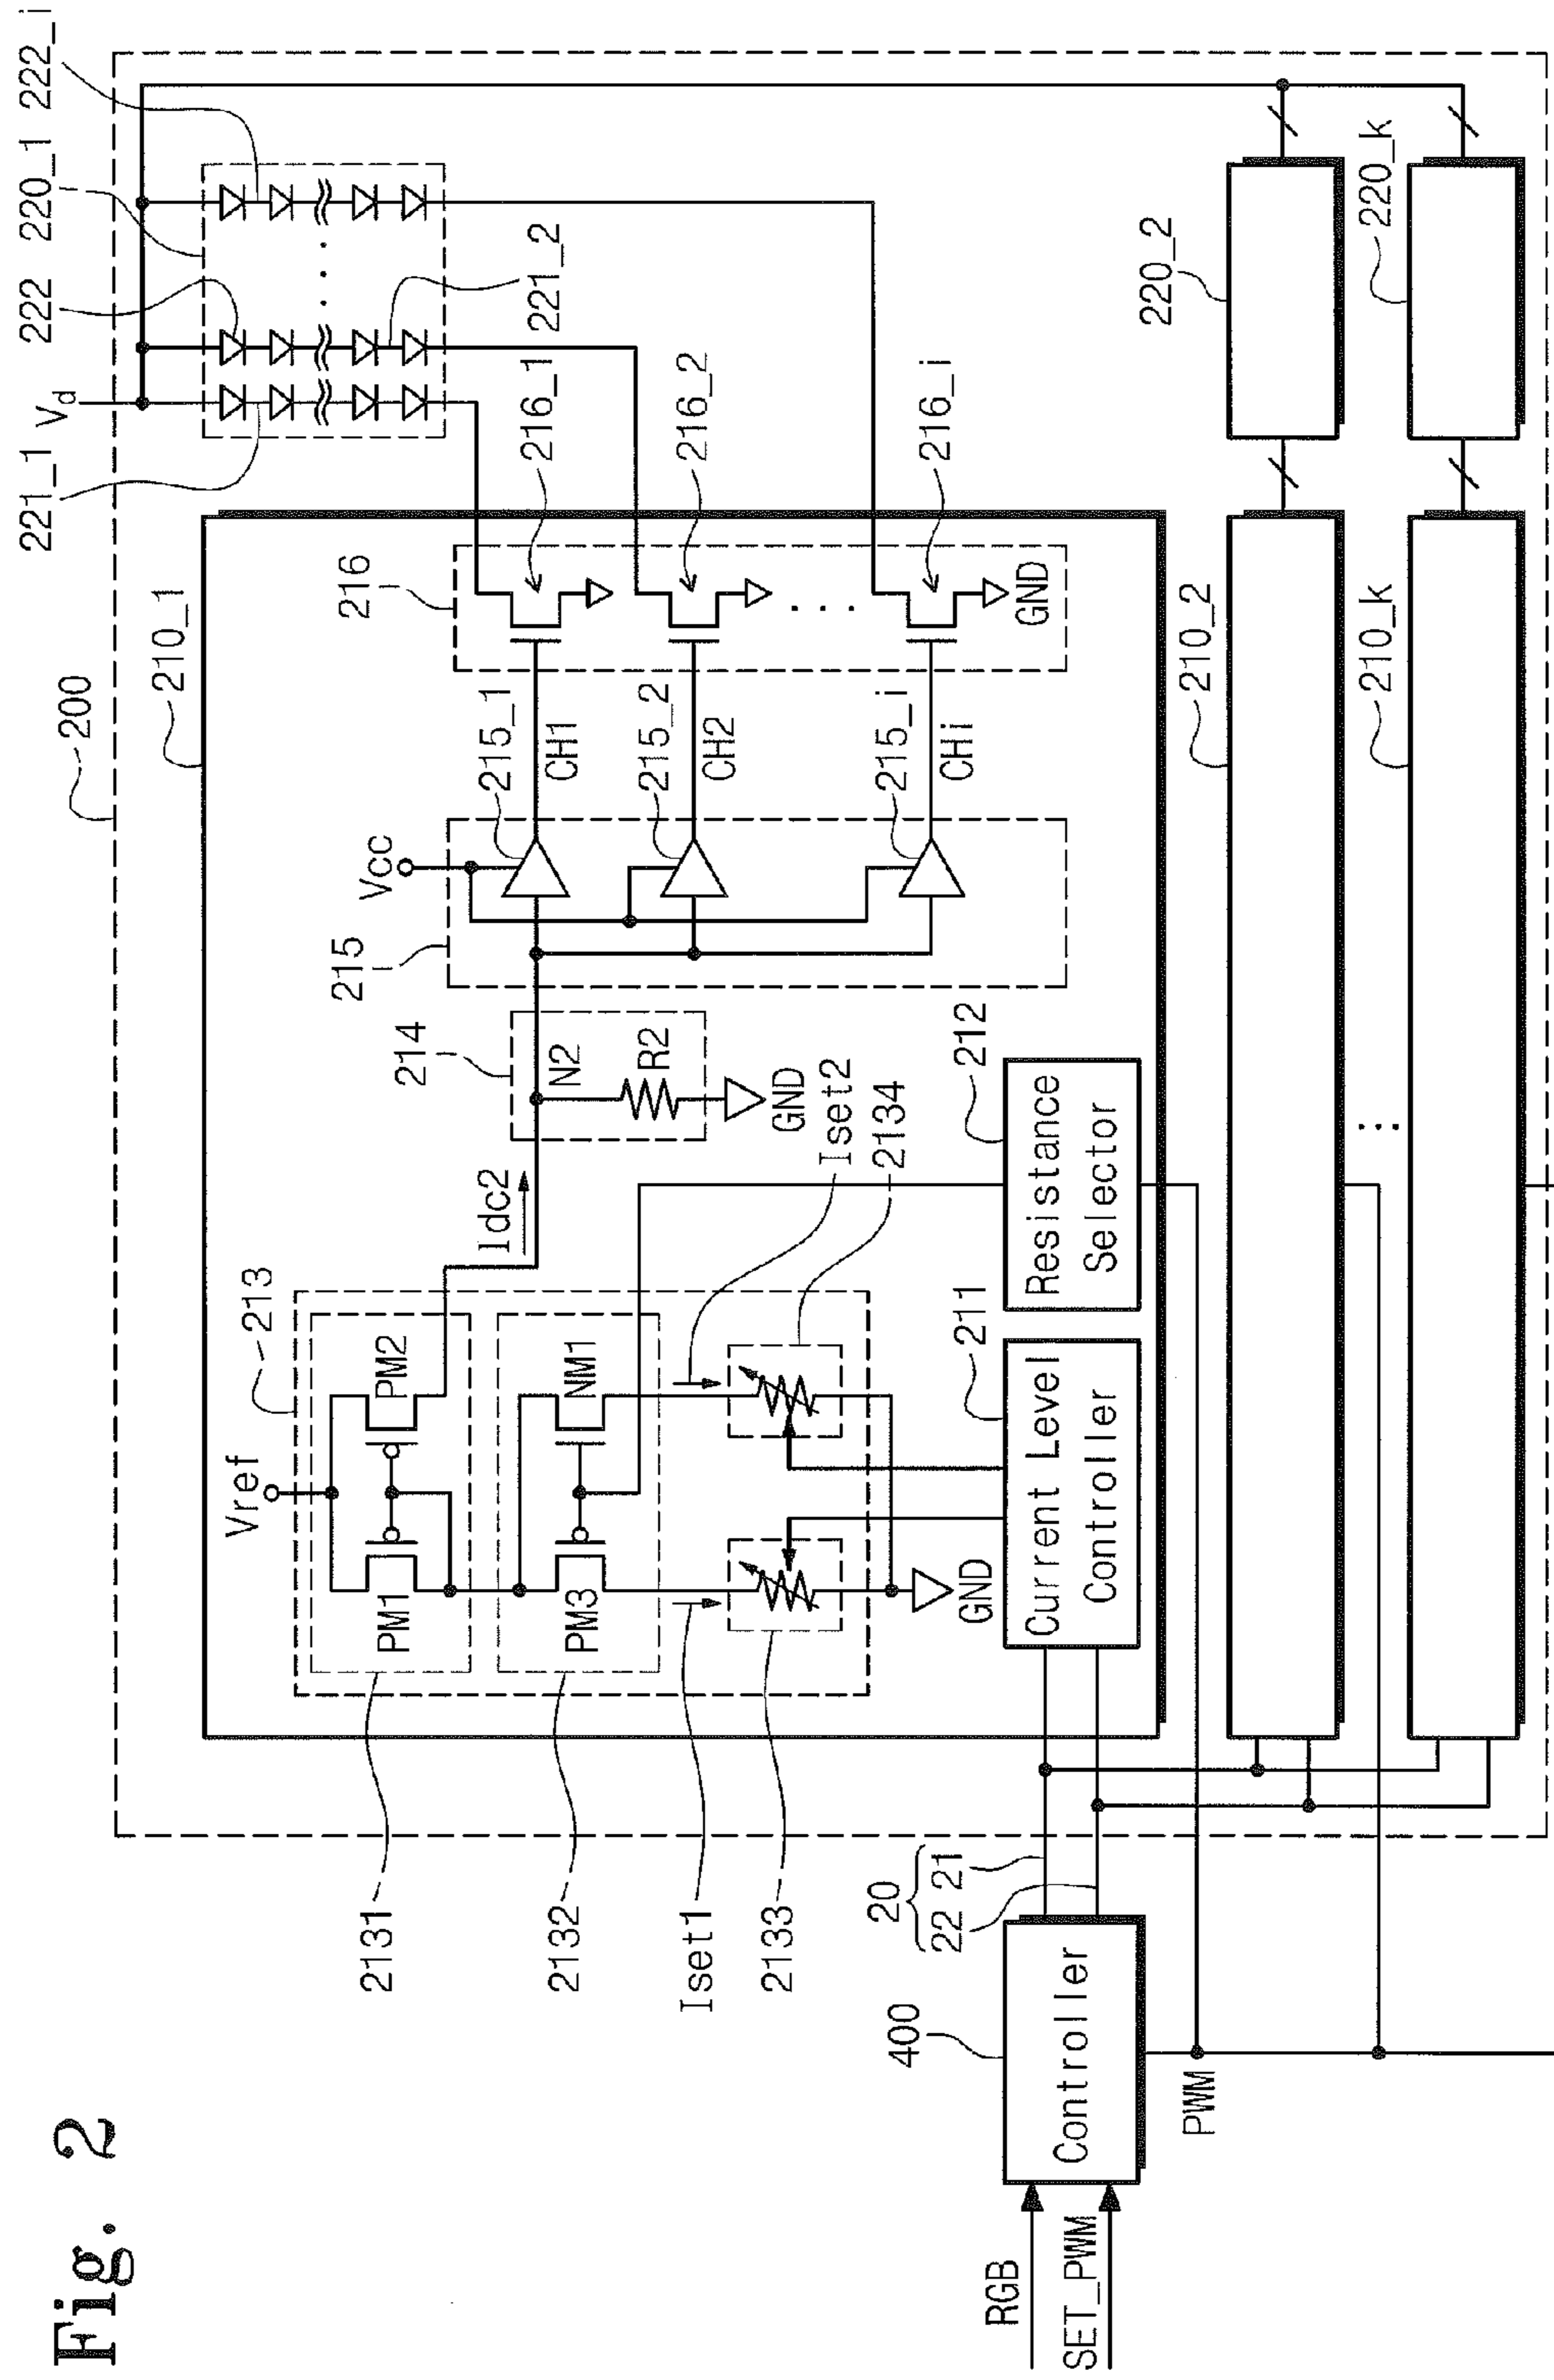 Fig. 2
200
210_1
221_1
Vd
222
220_1
222_i
213
Vref
PM1
PM2
2131
PM3
NM1
2132
Iset1
Iset2
2133
2134
GND
Idc2
214
N2
R2
GND
215
Vcc
215_1
215_2
215_i
CH1
CH2
CHi
216
216_1
216_2
216_i
GND
221_2
211
Current Level
Controller
212
Resistance
Selector
20
21
22
400
Controller
RGB
SET_PWM
PWM
210_2
220_2
...
210_k
220_k